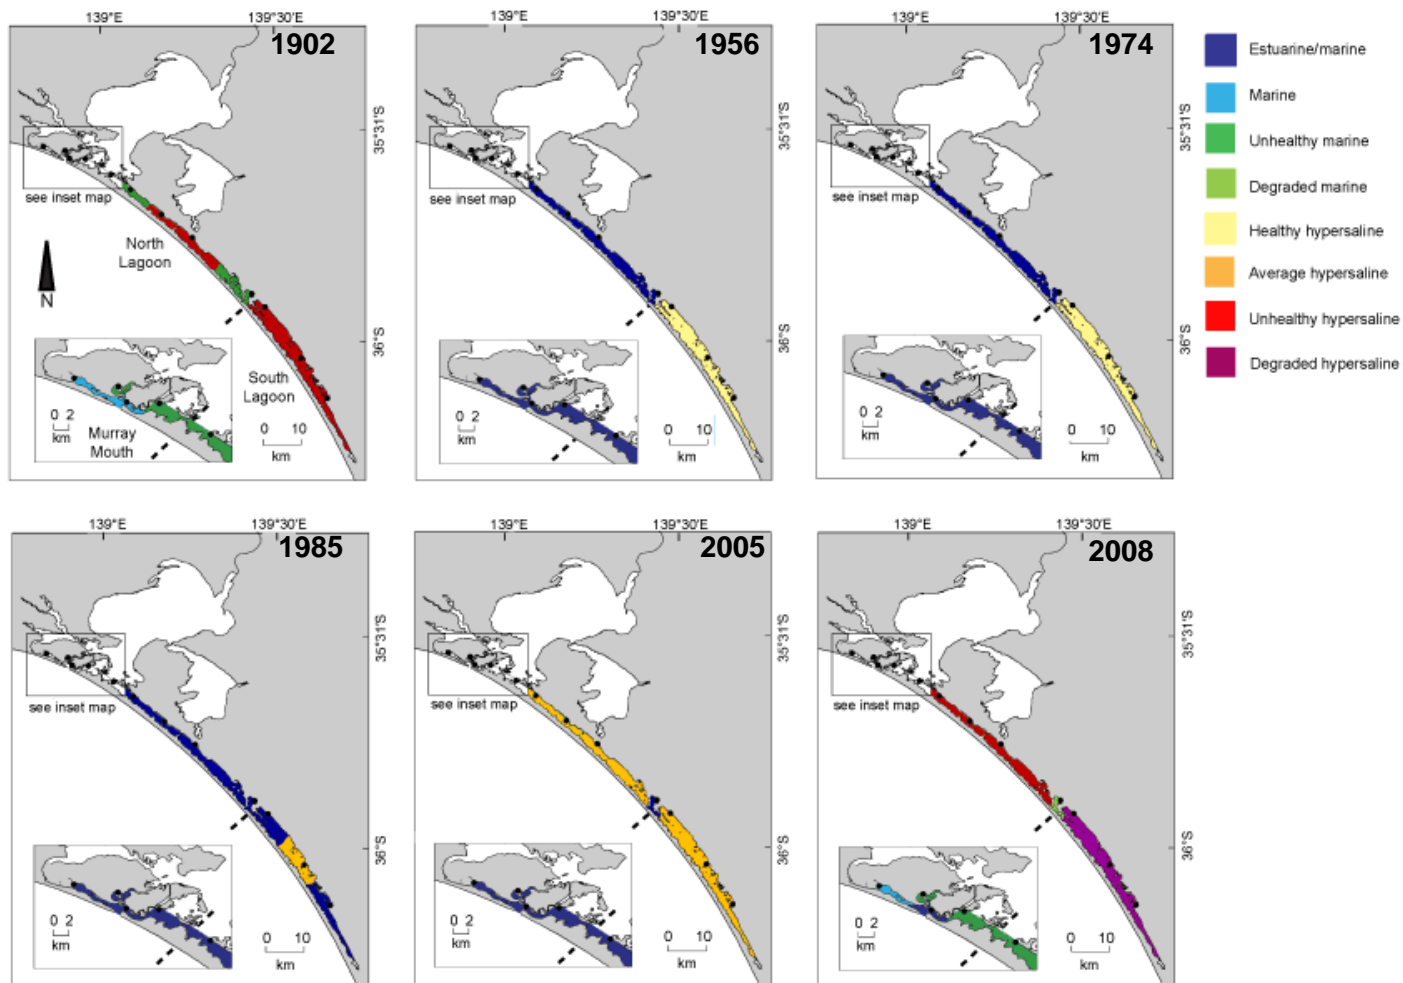 139°E 139°30'E
1902
35°31'S
see inset map
North
Lagoon
N
36°S
South
Lagoon
0 2
km
Murray
Mouth
0 10
km
139°E 139°30'E
1956
35°31'S
see inset map
36°S
0 2
km
0 10
km
139°E 139°30'E
1974
35°31'S
see inset map
36°S
0 2
km
0 10
km
Estuarine/marine
Marine
Unhealthy marine
Degraded marine
Healthy hypersaline
Average hypersaline
Unhealthy hypersaline
Degraded hypersaline
139°E 139°30'E
1985
35°31'S
see inset map
36°S
0 2
km
0 10
km
139°E 139°30'E
2005
35°31'S
see inset map
36°S
0 2
km
0 10
km
139°E 139°30'E
2008
35°31'S
see inset map
36°S
0 2
km
0 10
km